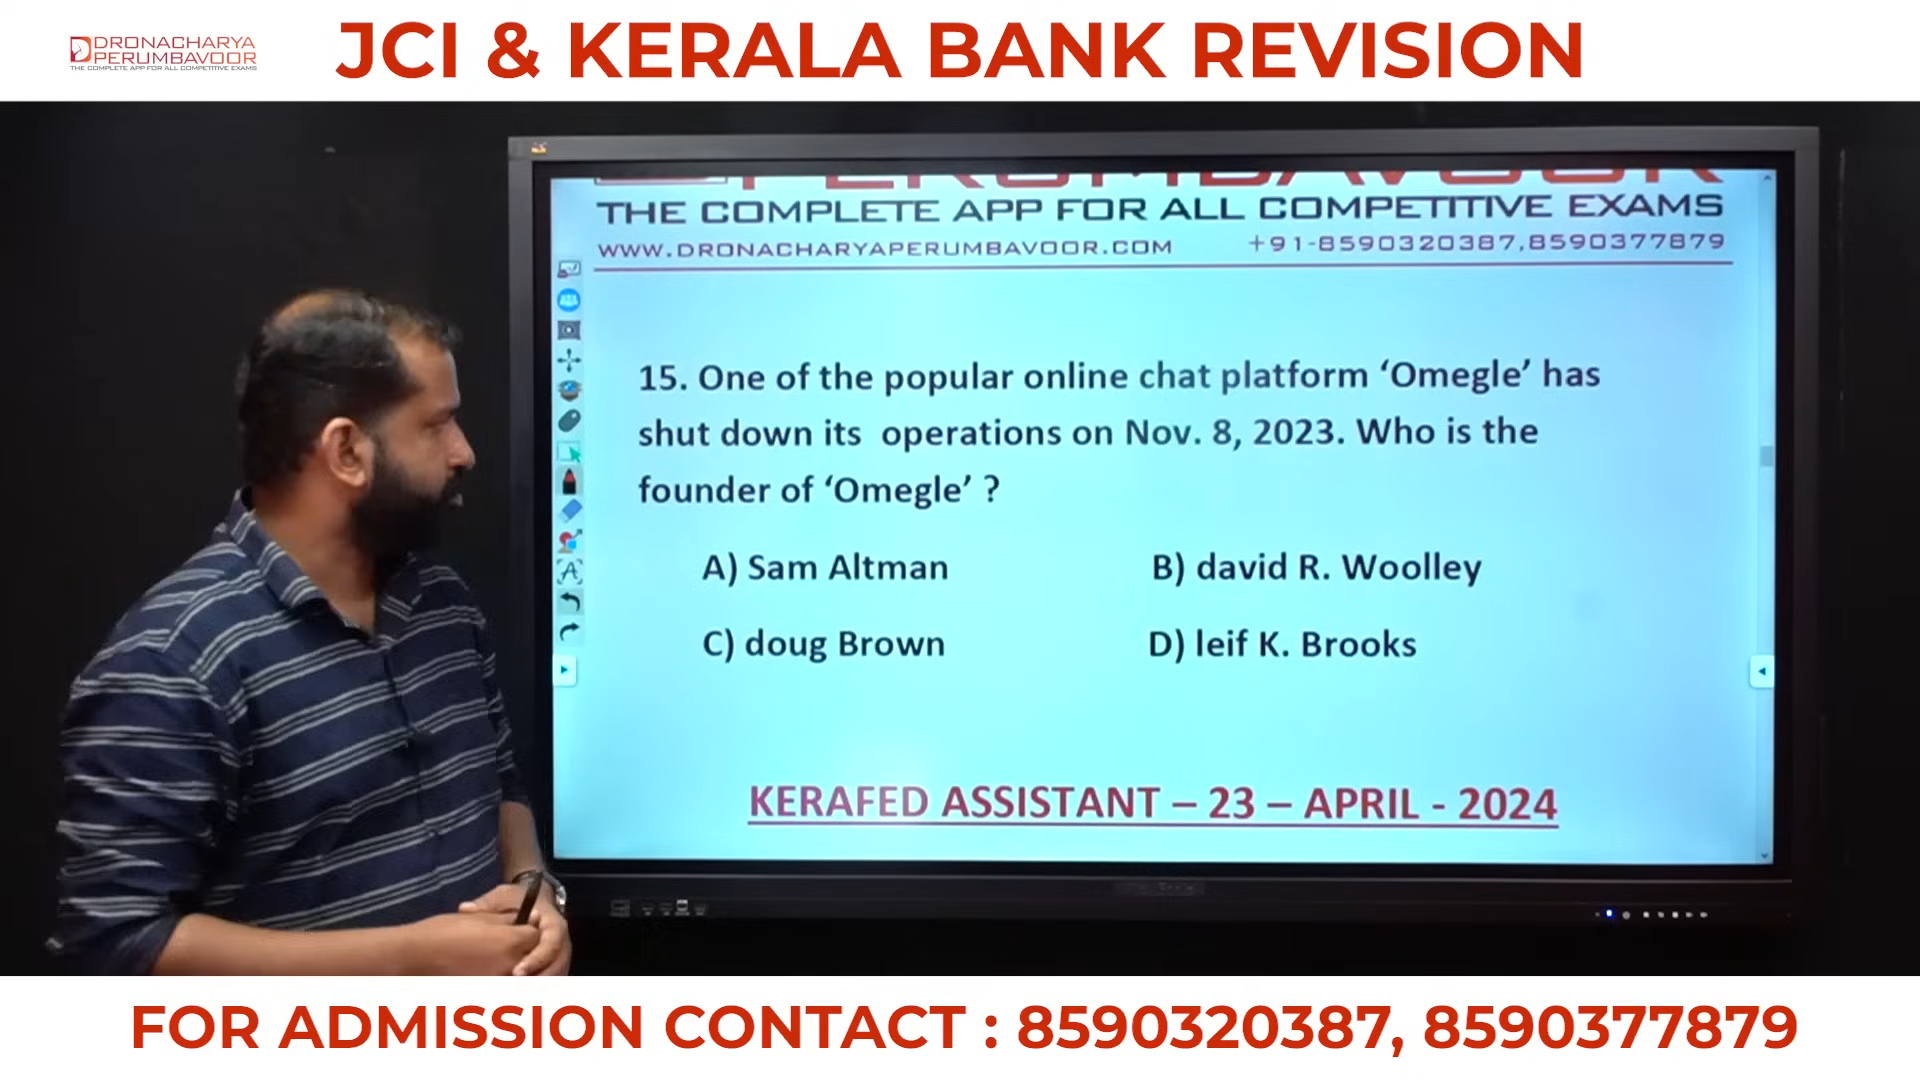 DRONACHARYA
PERUMBAVOOR
THE COMPLETE APP FOR ALL COMPETITIVE EXAMS
JCI & KERALA BANK REVISION
PERUMBAVOOR
THE COMPLETE APP FOR ALL COMPETITIVE EXAMS
WWW.DRONACHARYAPERUMBAVOOR.COM +91-8590320387,8590377879
15. One of the popular online chat platform ‘Omegle’ has
shut down its operations on Nov. 8, 2023. Who is the
founder of ‘Omegle’ ?
A) Sam Altman B) david R. Woolley
C) doug Brown D) leif K. Brooks
KERAFED ASSISTANT – 23 – APRIL - 2024
FOR ADMISSION CONTACT : 8590320387, 8590377879